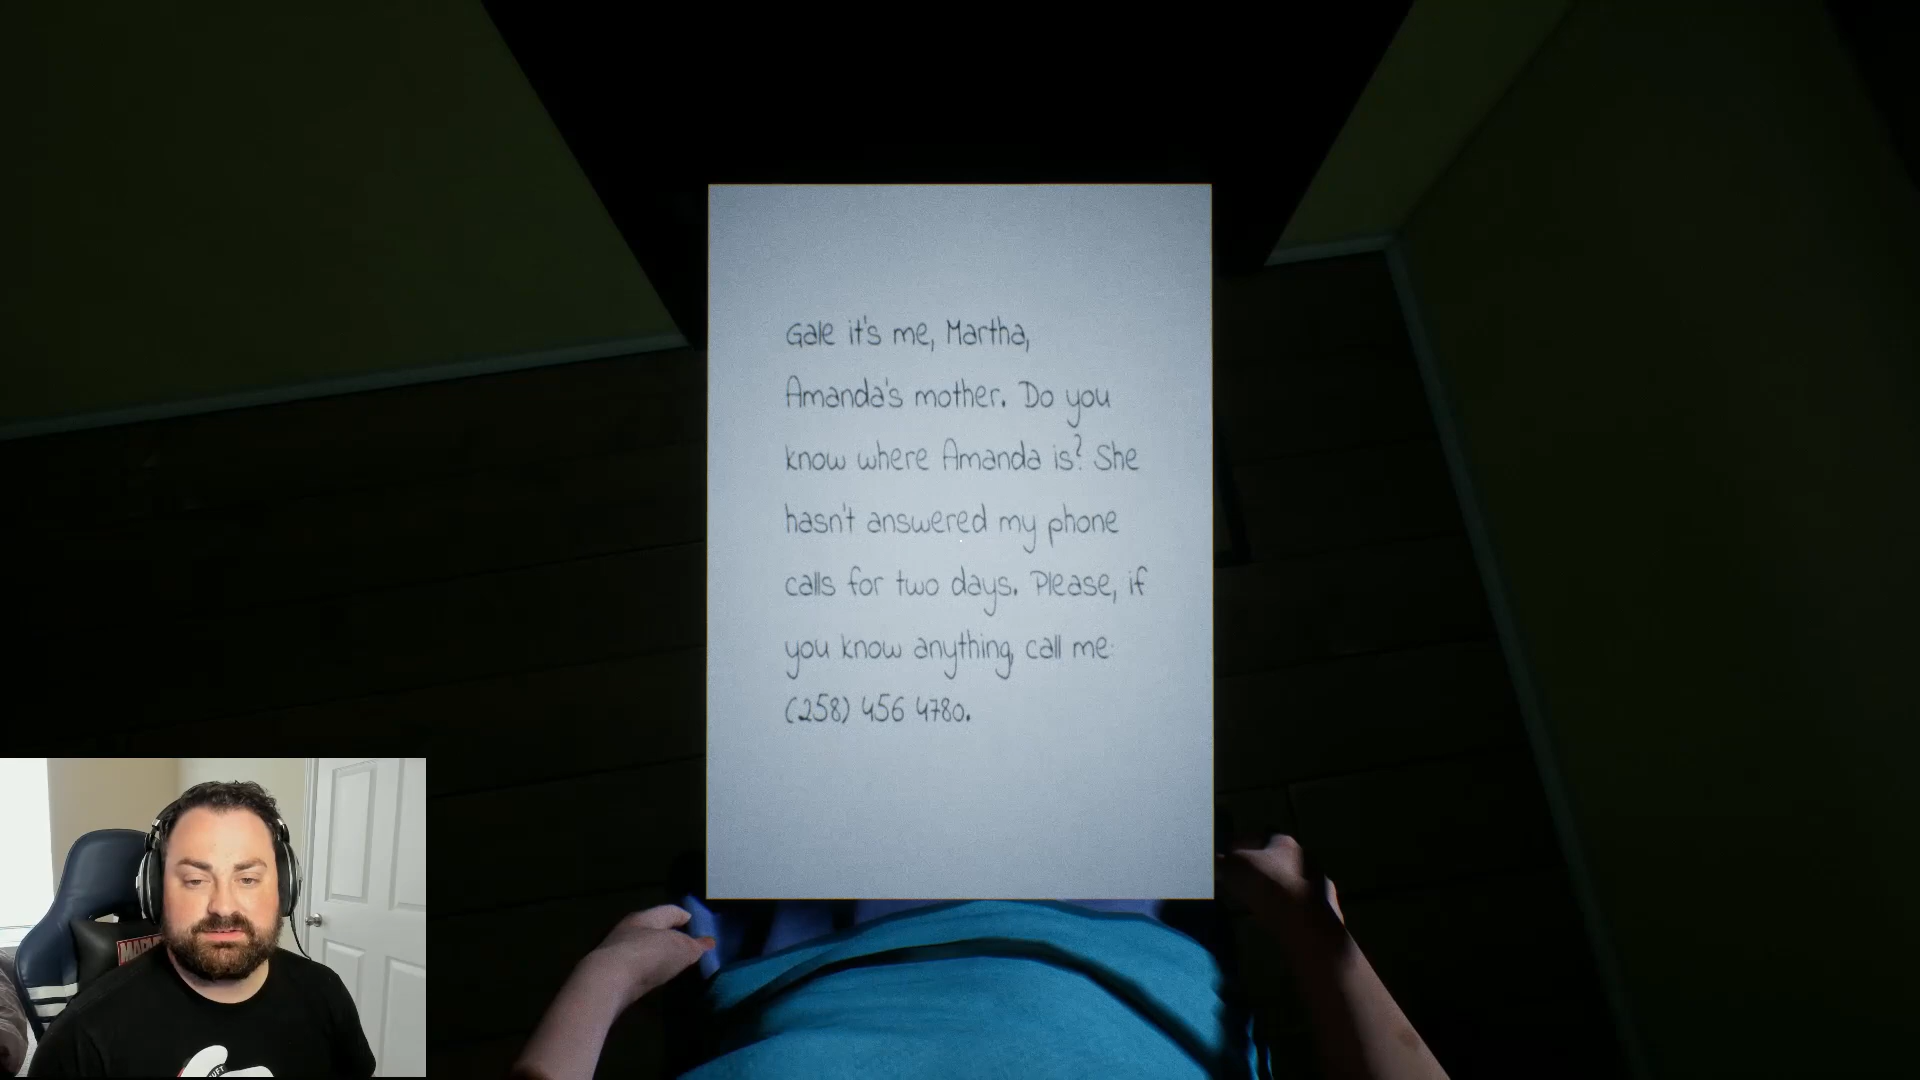 Gale it's me, Martha,
Amanda's mother. Do you
know where Amanda is? She
hasn't answered my phone
calls for two days. Please, if
you know anything, call me:
(258) 456 4780.